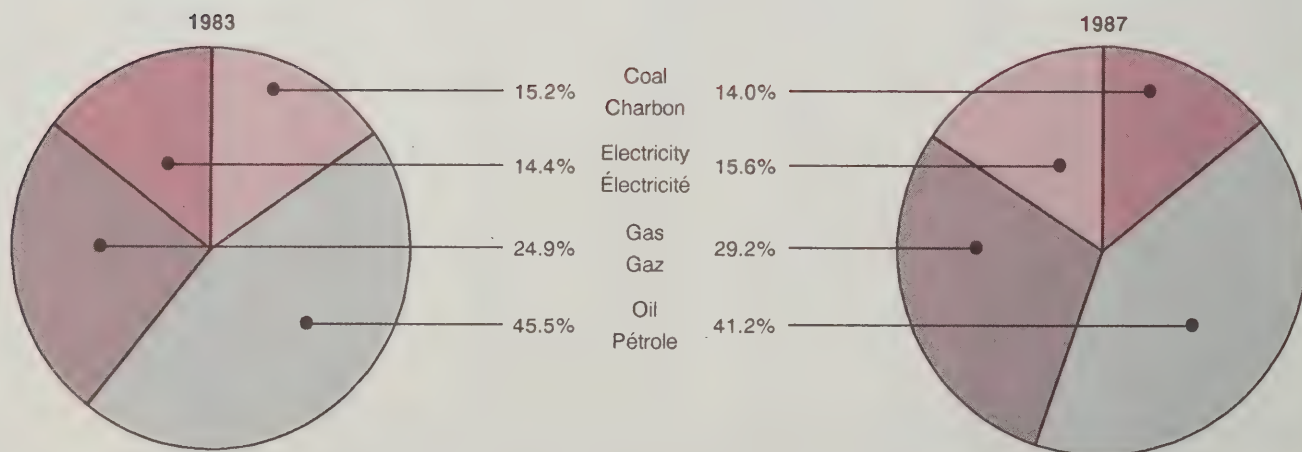 1983
1987
15.2%
Coal
Charbon
14.0%
14.4%
Electricity
Électricité
15.6%
24.9%
Gas
Gaz
29.2%
45.5%
Oil
Pétrole
41.2%